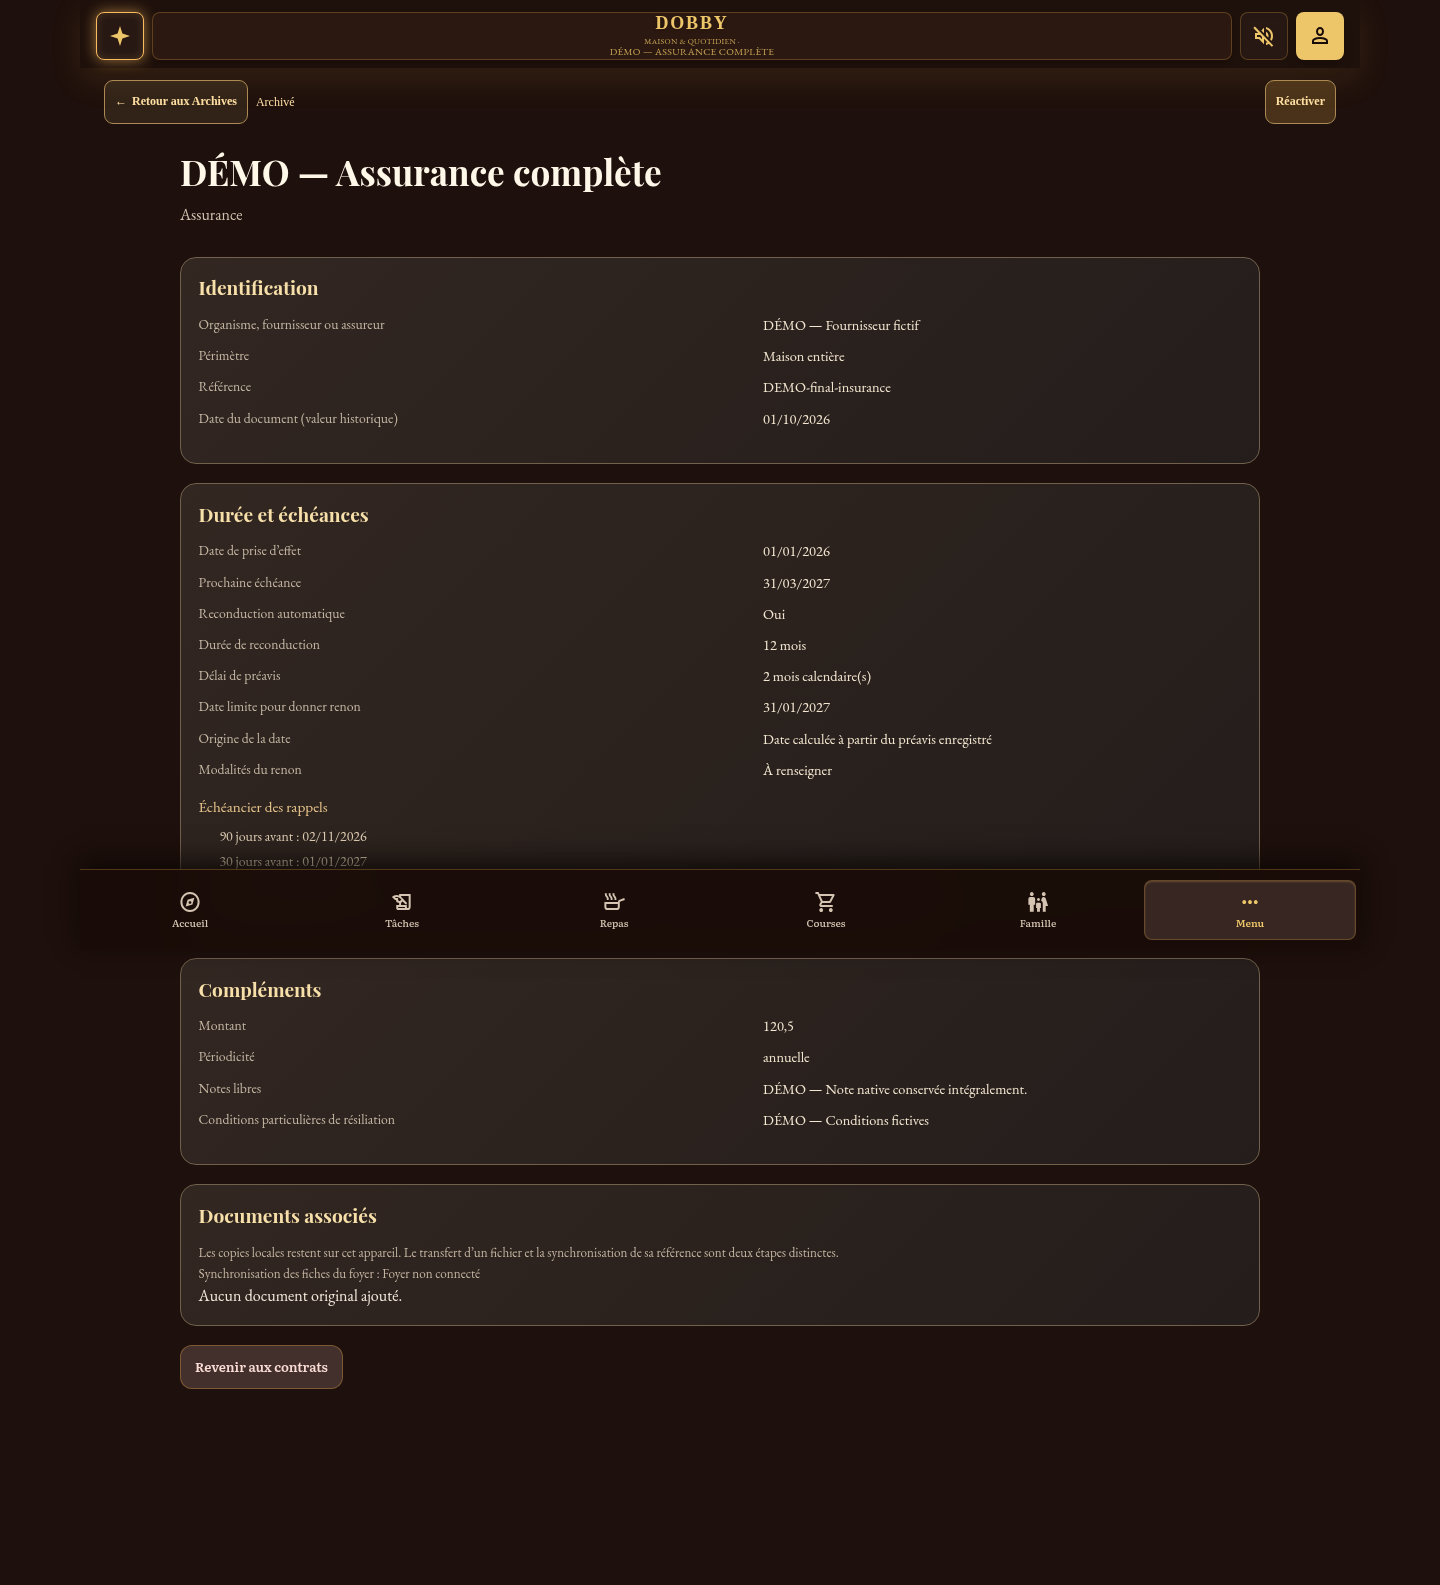 DOBBY
MAISON & QUOTIDIEN ·
DÉMO — ASSURANCE COMPLÈTE
← Retour aux Archives
Archivé
Réactiver
DÉMO — Assurance complète
Assurance
Identification
Organisme, fournisseur ou assureur
DÉMO — Fournisseur fictif
Périmètre
Maison entière
Référence
DEMO-final-insurance
Date du document (valeur historique)
01/10/2026
Durée et échéances
Date de prise d’effet
01/01/2026
Prochaine échéance
31/03/2027
Reconduction automatique
Oui
Durée de reconduction
12 mois
Délai de préavis
2 mois calendaire(s)
Date limite pour donner renon
31/01/2027
Origine de la date
Date calculée à partir du préavis enregistré
Modalités du renon
À renseigner
Échéancier des rappels
90 jours avant : 02/11/2026
30 jours avant : 01/01/2027
Accueil
Tâches
Repas
Courses
Famille
Menu
Compléments
Montant
120,5
Périodicité
annuelle
Notes libres
DÉMO — Note native conservée intégralement.
Conditions particulières de résiliation
DÉMO — Conditions fictives
Documents associés
Les copies locales restent sur cet appareil. Le transfert d’un fichier et la synchronisation de sa référence sont deux étapes distinctes.
Synchronisation des fiches du foyer : Foyer non connecté
Aucun document original ajouté.
Revenir aux contrats